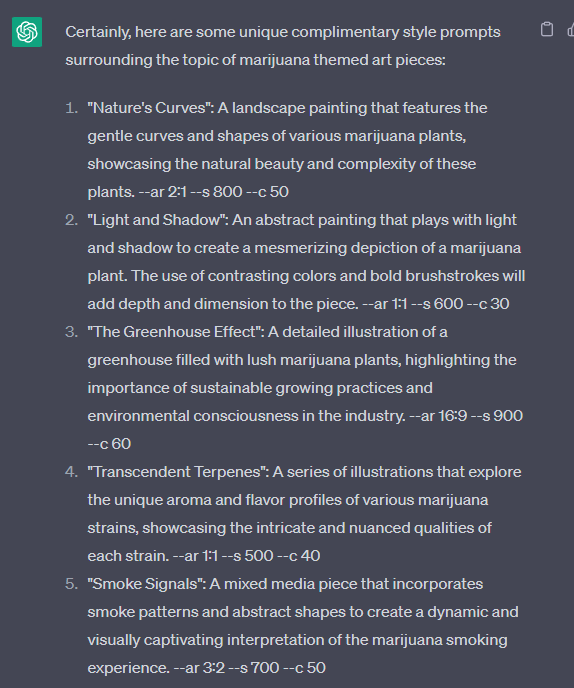 Certainly, here are some unique complimentary style prompts
surrounding the topic of marijuana themed art pieces:
1. "Nature's Curves": A landscape painting that features the
gentle curves and shapes of various marijuana plants,
showcasing the natural beauty and complexity of these
plants. --ar 2:1 --s 800 --c 50
2. "Light and Shadow": An abstract painting that plays with light
and shadow to create a mesmerizing depiction of a marijuana
plant. The use of contrasting colors and bold brushstrokes will
add depth and dimension to the piece. --ar 1:1 --s 600 --c 30
3. "The Greenhouse Effect": A detailed illustration of a
greenhouse filled with lush marijuana plants, highlighting the
importance of sustainable growing practices and
environmental consciousness in the industry. --ar 16:9 --s 900
--c 60
4. "Transcendent Terpenes": A series of illustrations that explore
the unique aroma and flavor profiles of various marijuana
strains, showcasing the intricate and nuanced qualities of
each strain. --ar 1:1 --s 500 --c 40
5. "Smoke Signals": A mixed media piece that incorporates
smoke patterns and abstract shapes to create a dynamic and
visually captivating interpretation of the marijuana smoking
experience. --ar 3:2 --s 700 --c 50